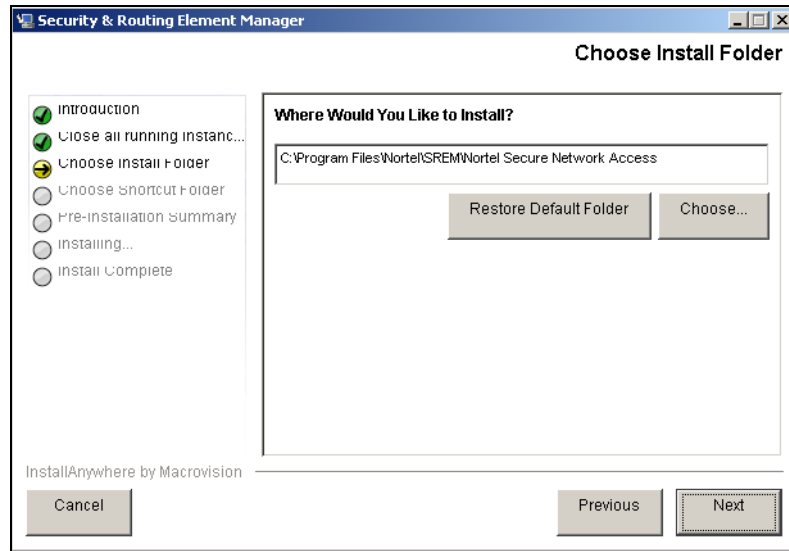 Security & Routing Element Manager
Choose Install Folder
Introduction
Close all running instanc...
Choose Install Folder
Choose Shortcut Folder
Pre-Installation Summary
Installing...
Install Complete
Where Would You Like to Install?
C:\Program Files\Nortel\SREM\Nortel Secure Network Access
Restore Default Folder
Choose...
InstallAnywhere by Macrovision
Cancel
Previous
Next